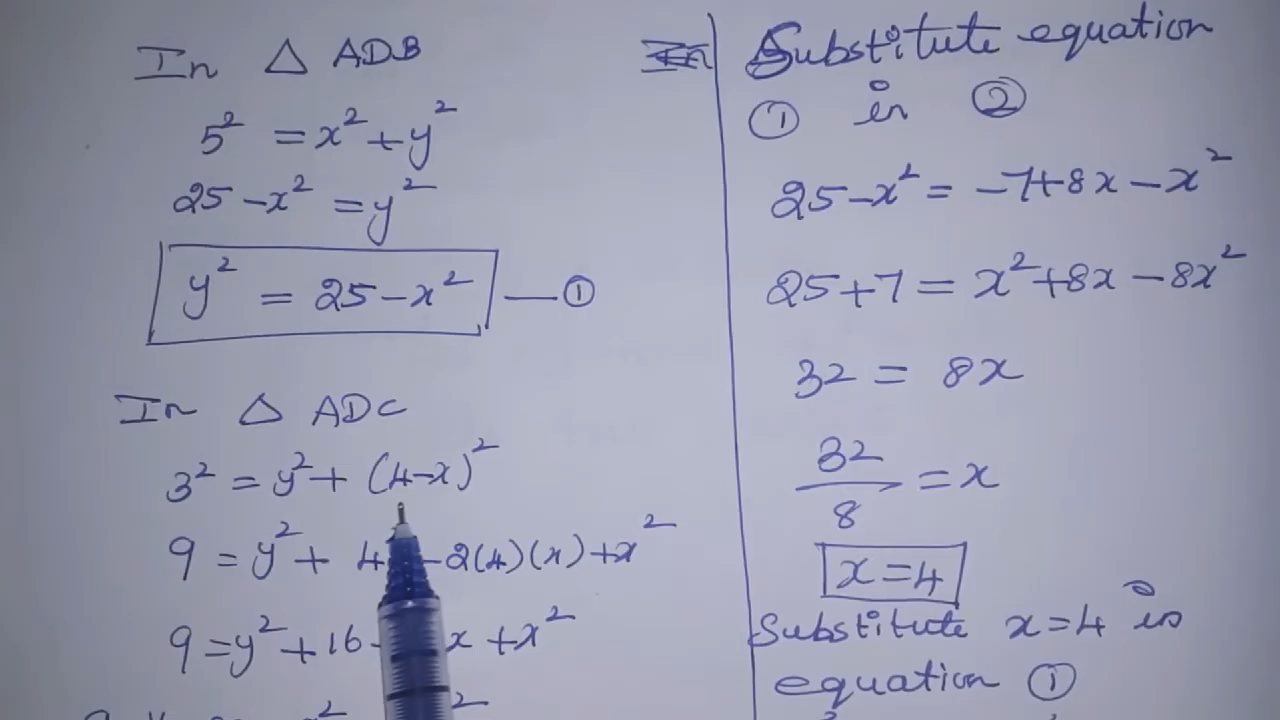 In △ ADB
5² = x² + y²
25 - x² = y²
y² = 25 - x² — ①
In △ ADC
3² = y² + (4-x)²
9 = y² + 4 - 2(4)(x) + x²
9 = y² + 16 - x + x²
Substitute equation
① in ②
25 - x² = -7 + 8x - x²
25 + 7 = x² + 8x - 8x²
32 = 8x
32
8
= x
x = 4
Substitute x = 4 in
equation ①